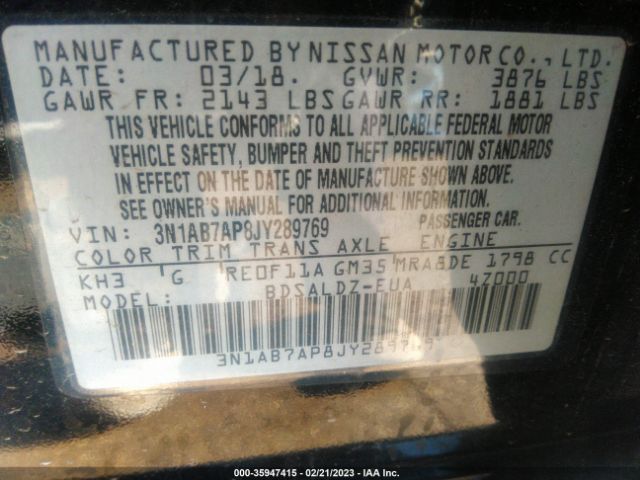 MANUFACTURED BY NISSAN MOTOR CO., LTD.
DATE: 03/18. GVWR: 3876 LBS
GAWR FR: 2143 LBS GAWR RR: 1881 LBS
THIS VEHICLE CONFORMS TO ALL APPLICABLE FEDERAL MOTOR
VEHICLE SAFETY, BUMPER AND THEFT PREVENTION STANDARDS
IN EFFECT ON THE DATE OF MANUFACTURE SHOWN ABOVE.
SEE OWNER'S MANUAL FOR ADDITIONAL INFORMATION.
VIN: 3N1AB7AP8JY289769 PASSENGER CAR.
COLOR TRIM TRANS AXLE ENGINE
KH3 G RE0F11A GM35 MRA8DE 1798 CC
MODEL: BDSALDZ-EUA 4Z000
3N1AB7AP8JY289769
000-35947415 - 02/21/2023 - IAA Inc.